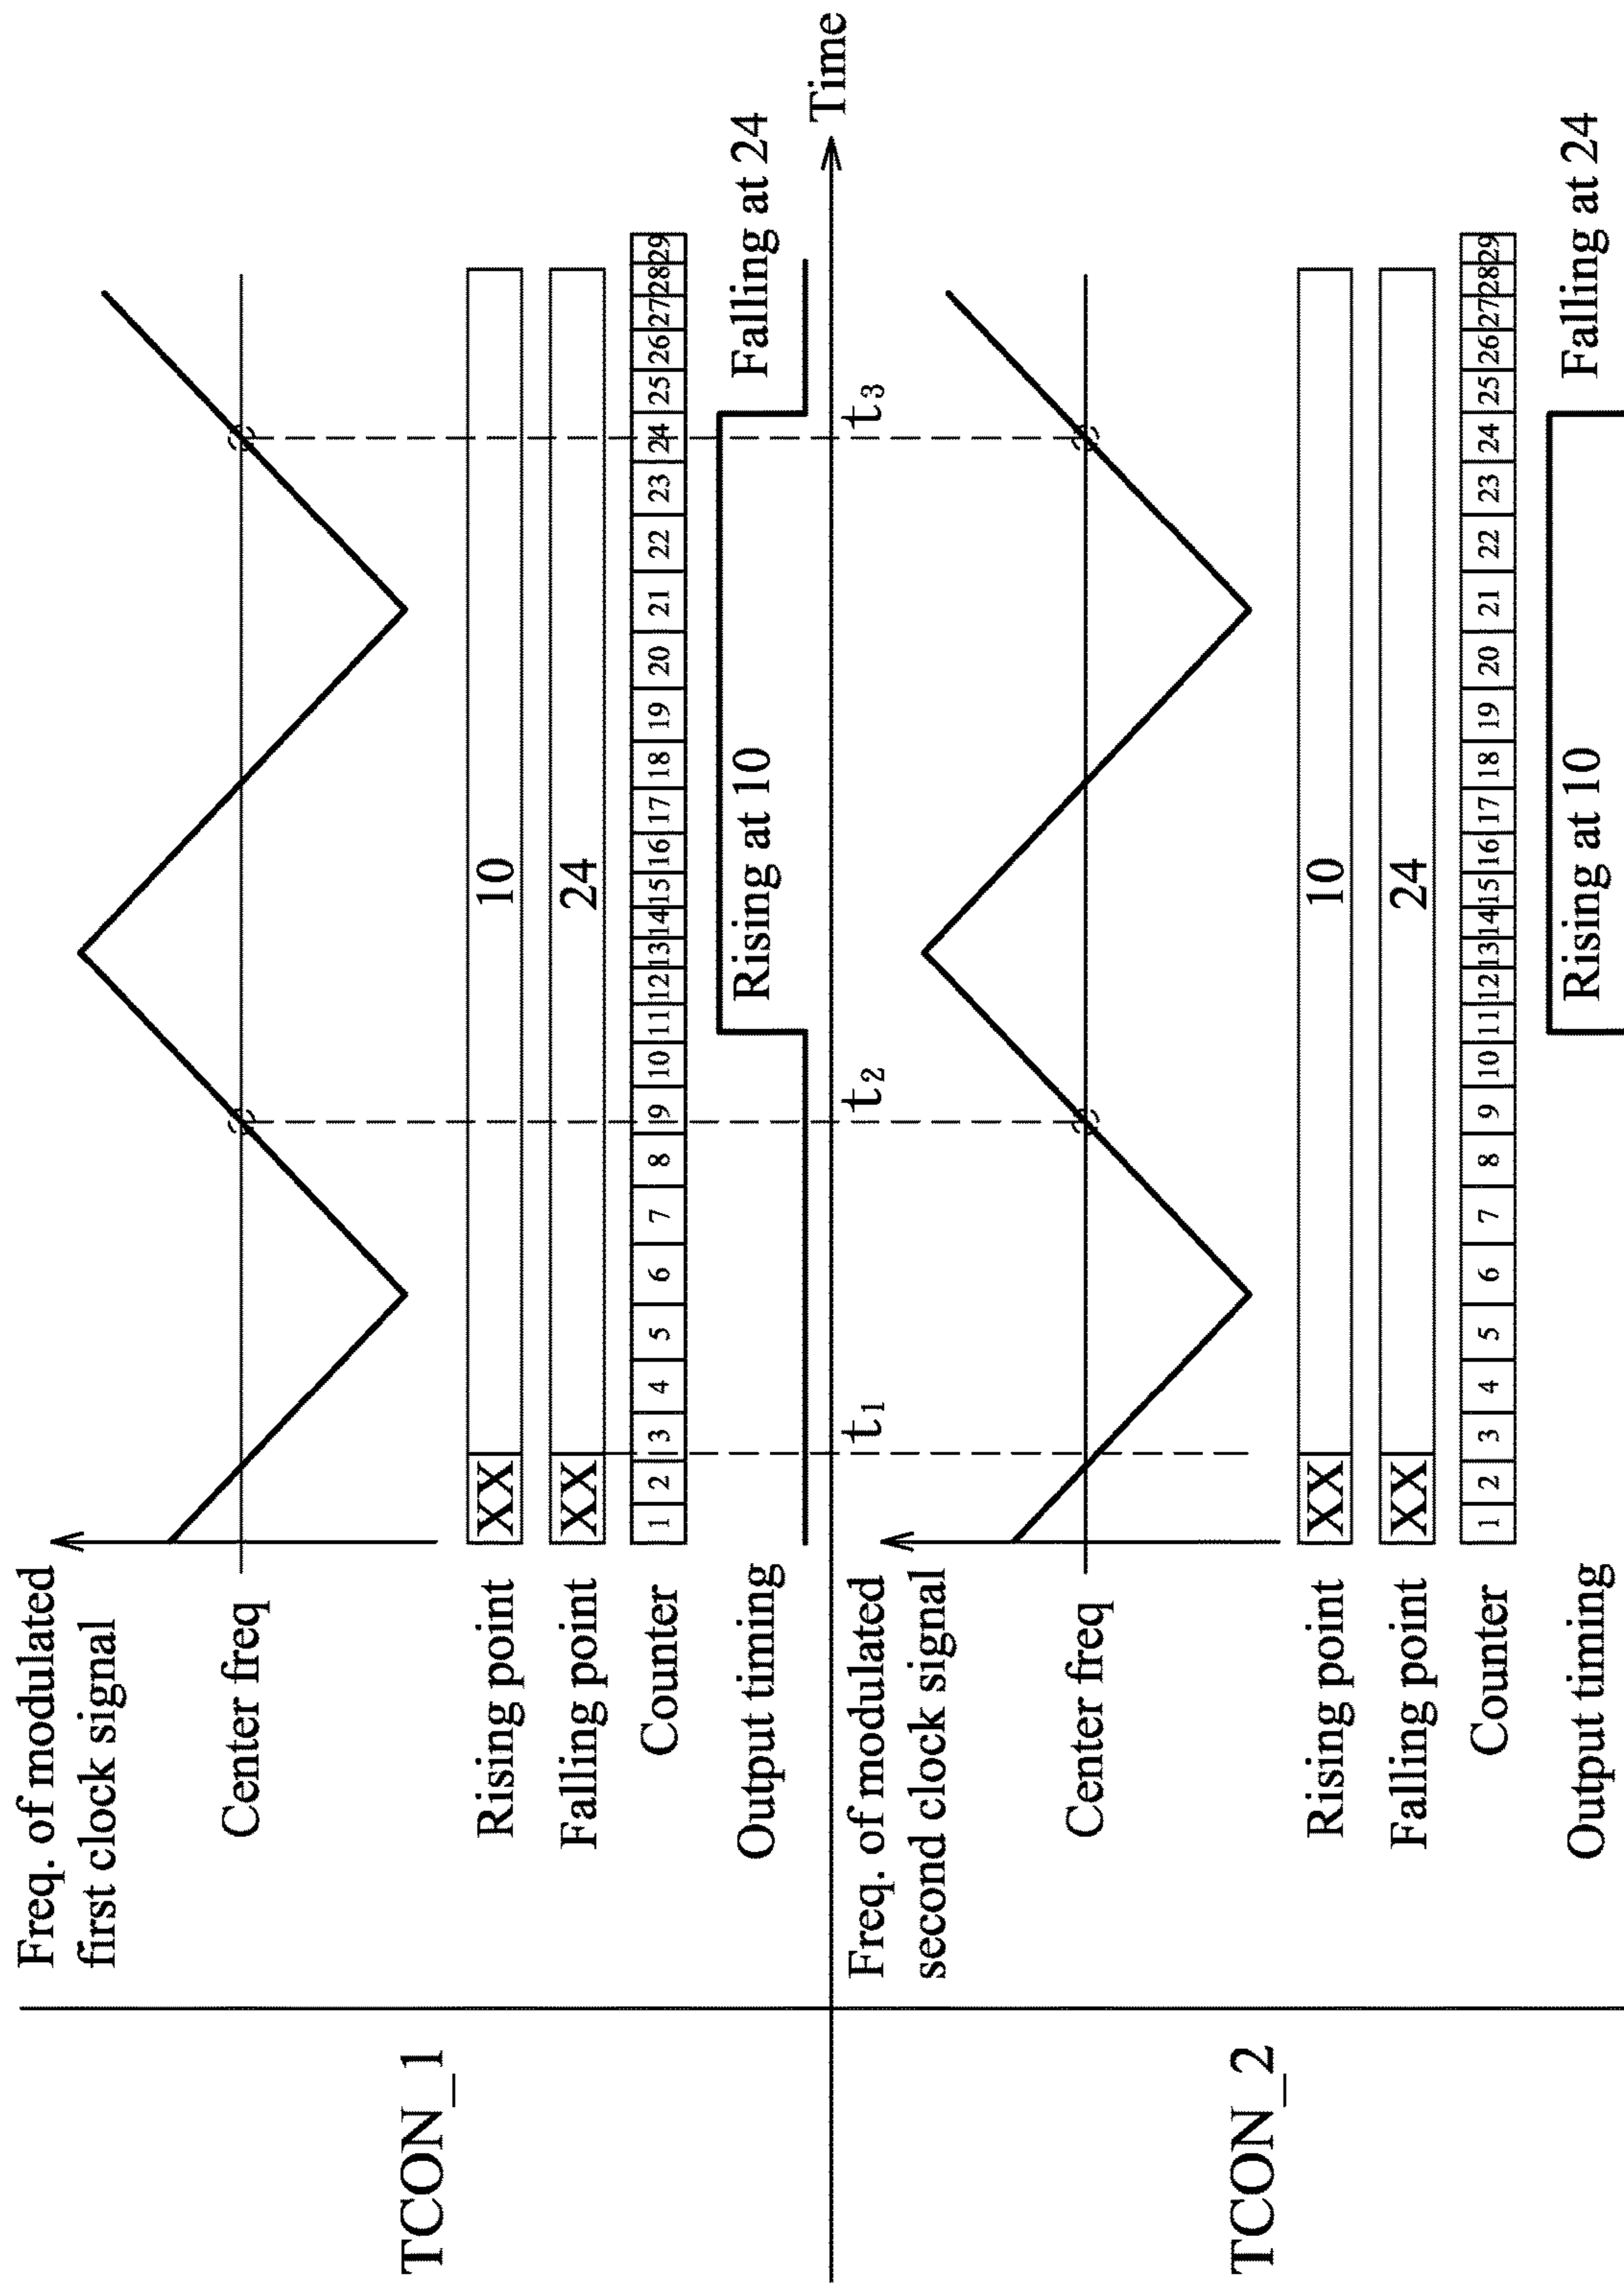 TCON_1
Freq. of modulated
first clock signal
Center freq
Rising point
XX
10
Falling point
XX
24
Counter
1 2 3 4 5 6 7 8 9 10 11 12 13 14 15 16 17 18 19 20 21 22 23 24 25 26 27 28 29
Output timing
Rising at 10
Falling at 24
Time
t1
t2
t3
TCON_2
Freq. of modulated
second clock signal
Center freq
Rising point
XX
10
Falling point
XX
24
Counter
1 2 3 4 5 6 7 8 9 10 11 12 13 14 15 16 17 18 19 20 21 22 23 24 25 26 27 28 29
Output timing
Rising at 10
Falling at 24